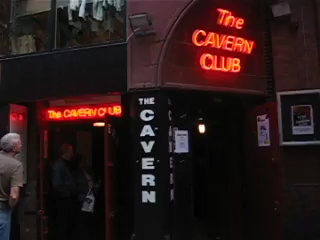 The
CAVERN
CLUB
The CAVERN CLUB
THE
CAVERN